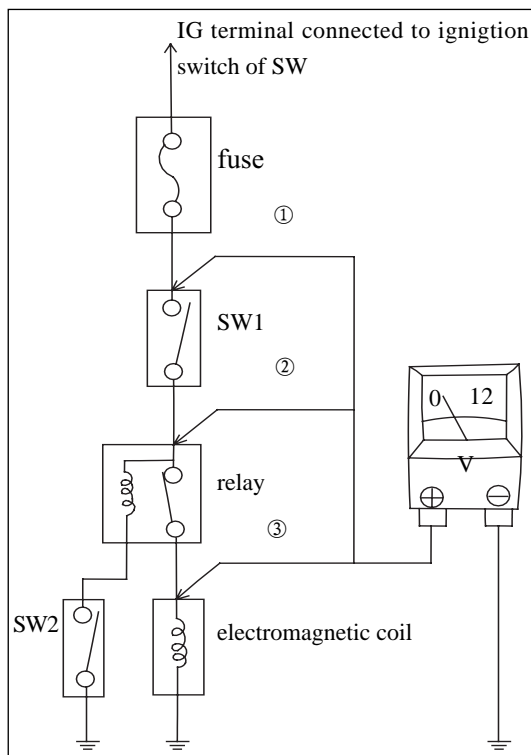 IG terminal connected to ignigtion
switch of SW
fuse
①
SW1
②
0 12
V
relay
⊕ ⊖
③
SW2
electromagnetic coil